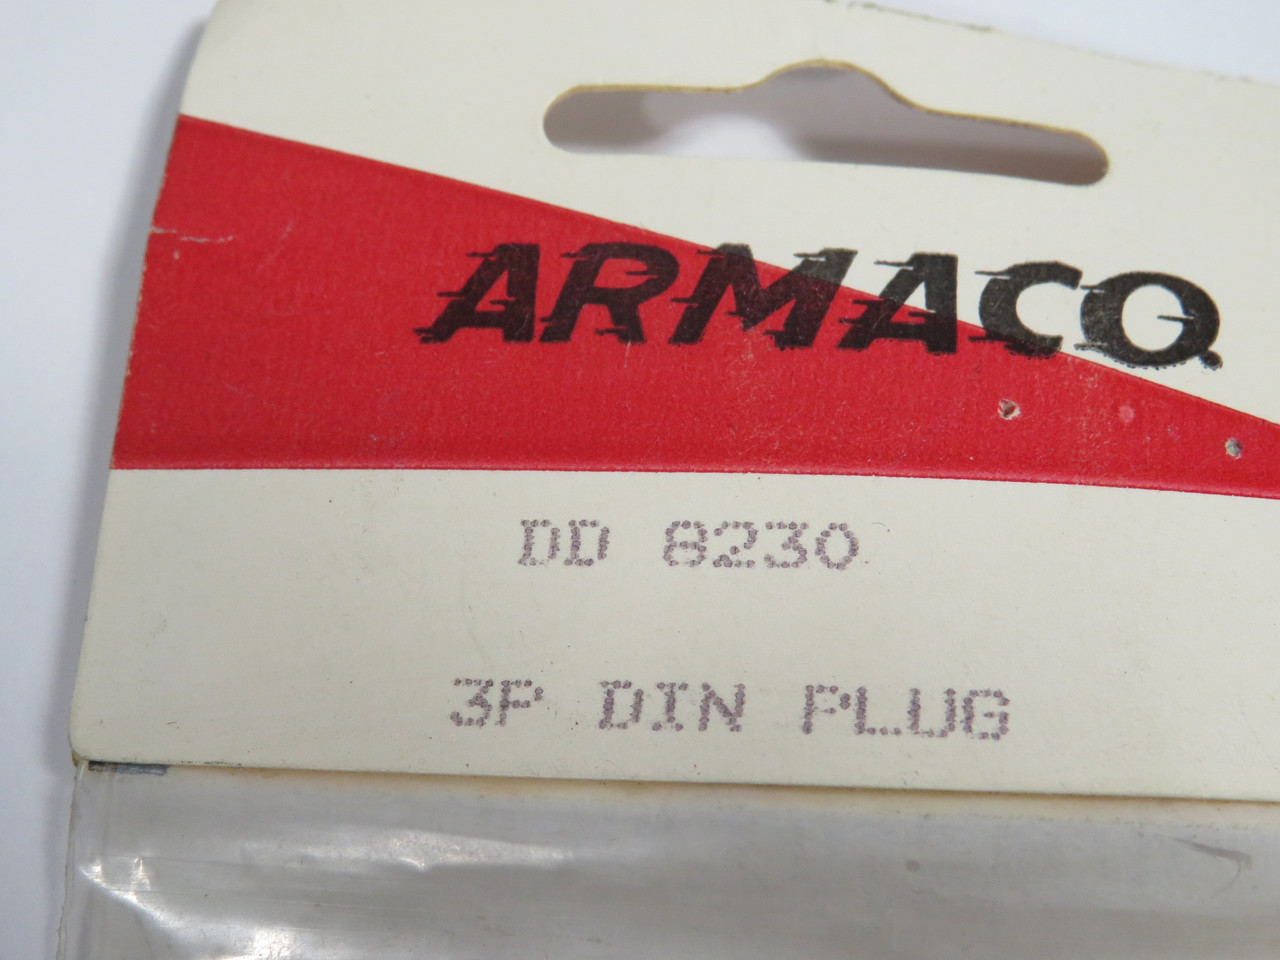 ARMACO
DD 8230
3P DIN PLUG